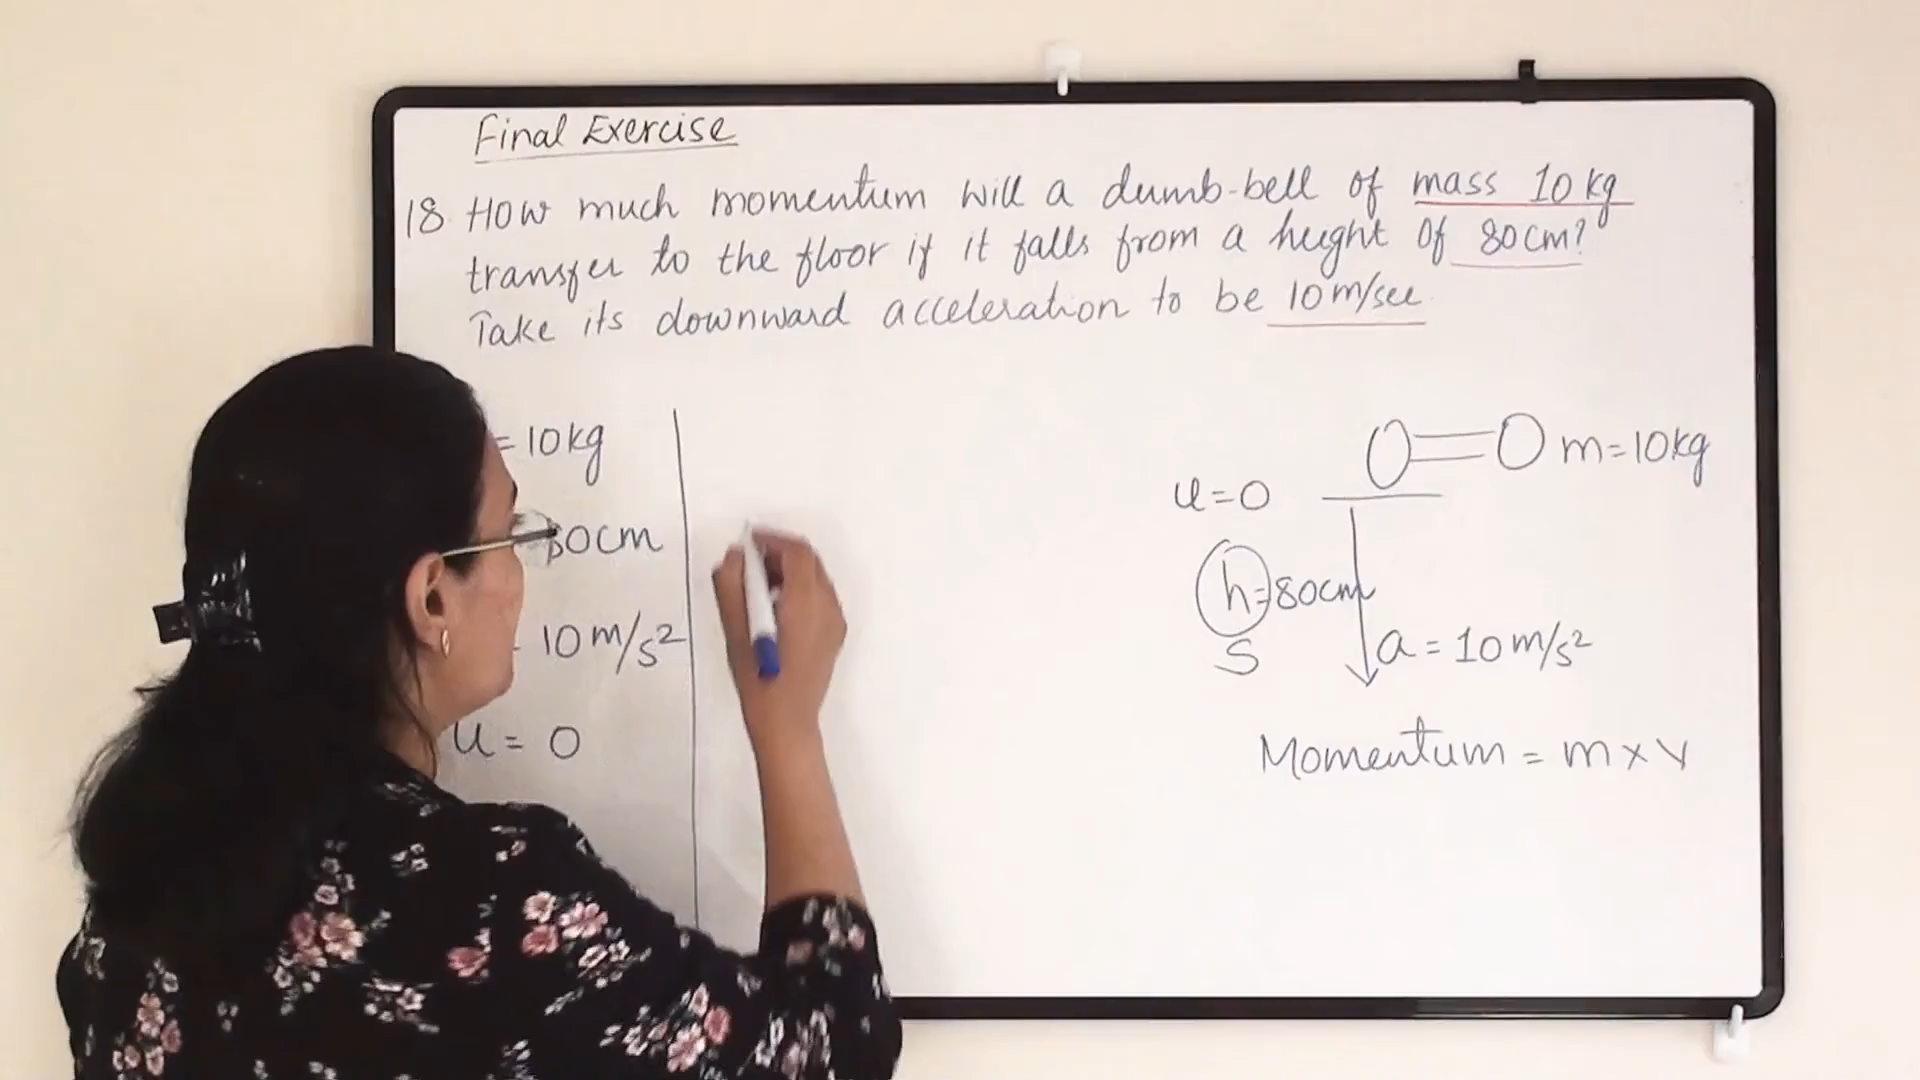 Final Exercise
18. How much momentum will a dumb-bell of mass 10 kg
transfer to the floor if it falls from a height of 80cm?
Take its downward acceleration to be 10 m/sec
= 10kg
80cm
10 m/s²
u = 0
m=10kg
u=0
h=80cm
S
a = 10 m/s²
Momentum = m x v